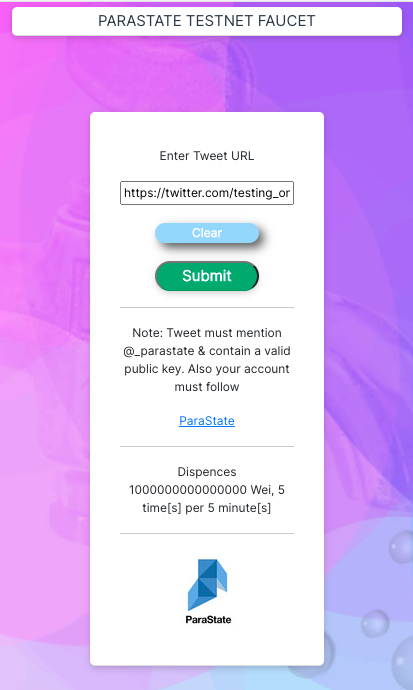 PARASTATE TESTNET FAUCET
Enter Tweet URL
https://twitter.com/testing_or
Clear
Submit
Note: Tweet must mention
@_parastate & contain a valid
public key. Also your account
must follow
ParaState
Dispences
1000000000000000 Wei, 5
time[s] per 5 minute[s]
ParaState